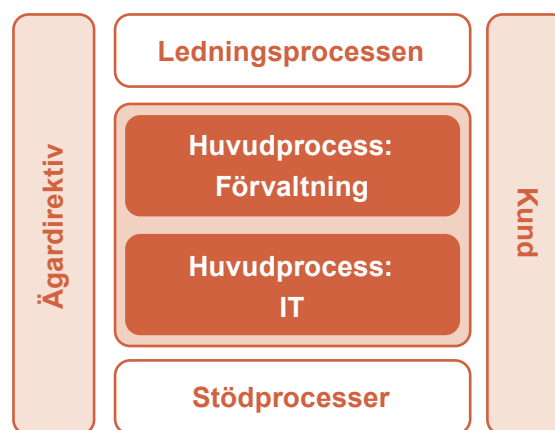 Ägardirektiv
Ledningsprocessen
Huvudprocess:
Förvaltning
Huvudprocess:
IT
Stödprocesser
Kund